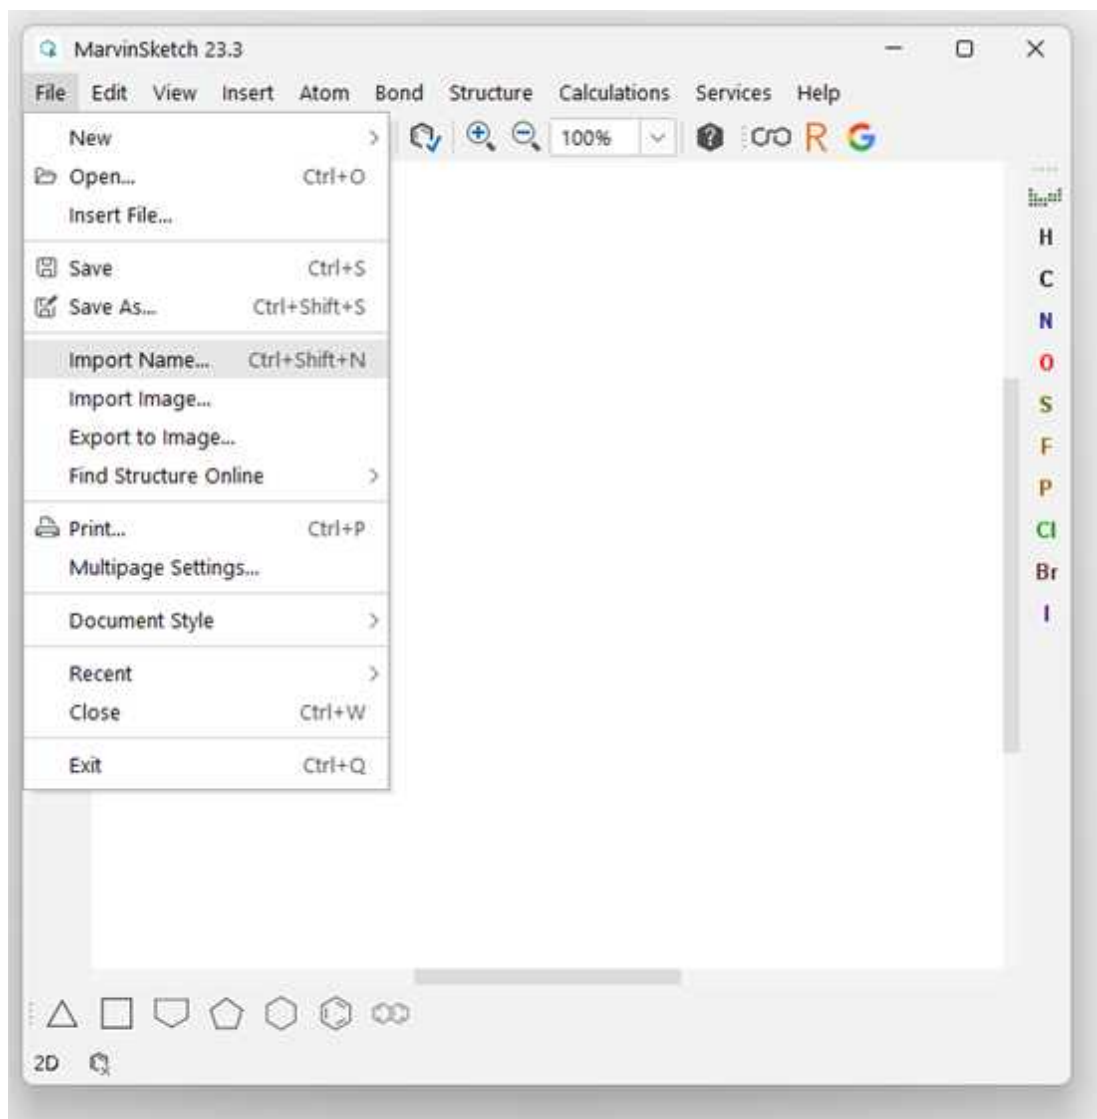 MarvinSketch 23.3
File Edit View Insert Atom Bond Structure Calculations Services Help
100% ? R G
New
Open... Ctrl+O
Insert File...
Save Ctrl+S
Save As... Ctrl+Shift+S
Import Name... Ctrl+Shift+N
Import Image...
Export to Image...
Find Structure Online
Print... Ctrl+P
Multipage Settings...
Document Style
Recent
Close Ctrl+W
Exit Ctrl+Q
H
C
N
O
S
F
P
Cl
Br
I
2D